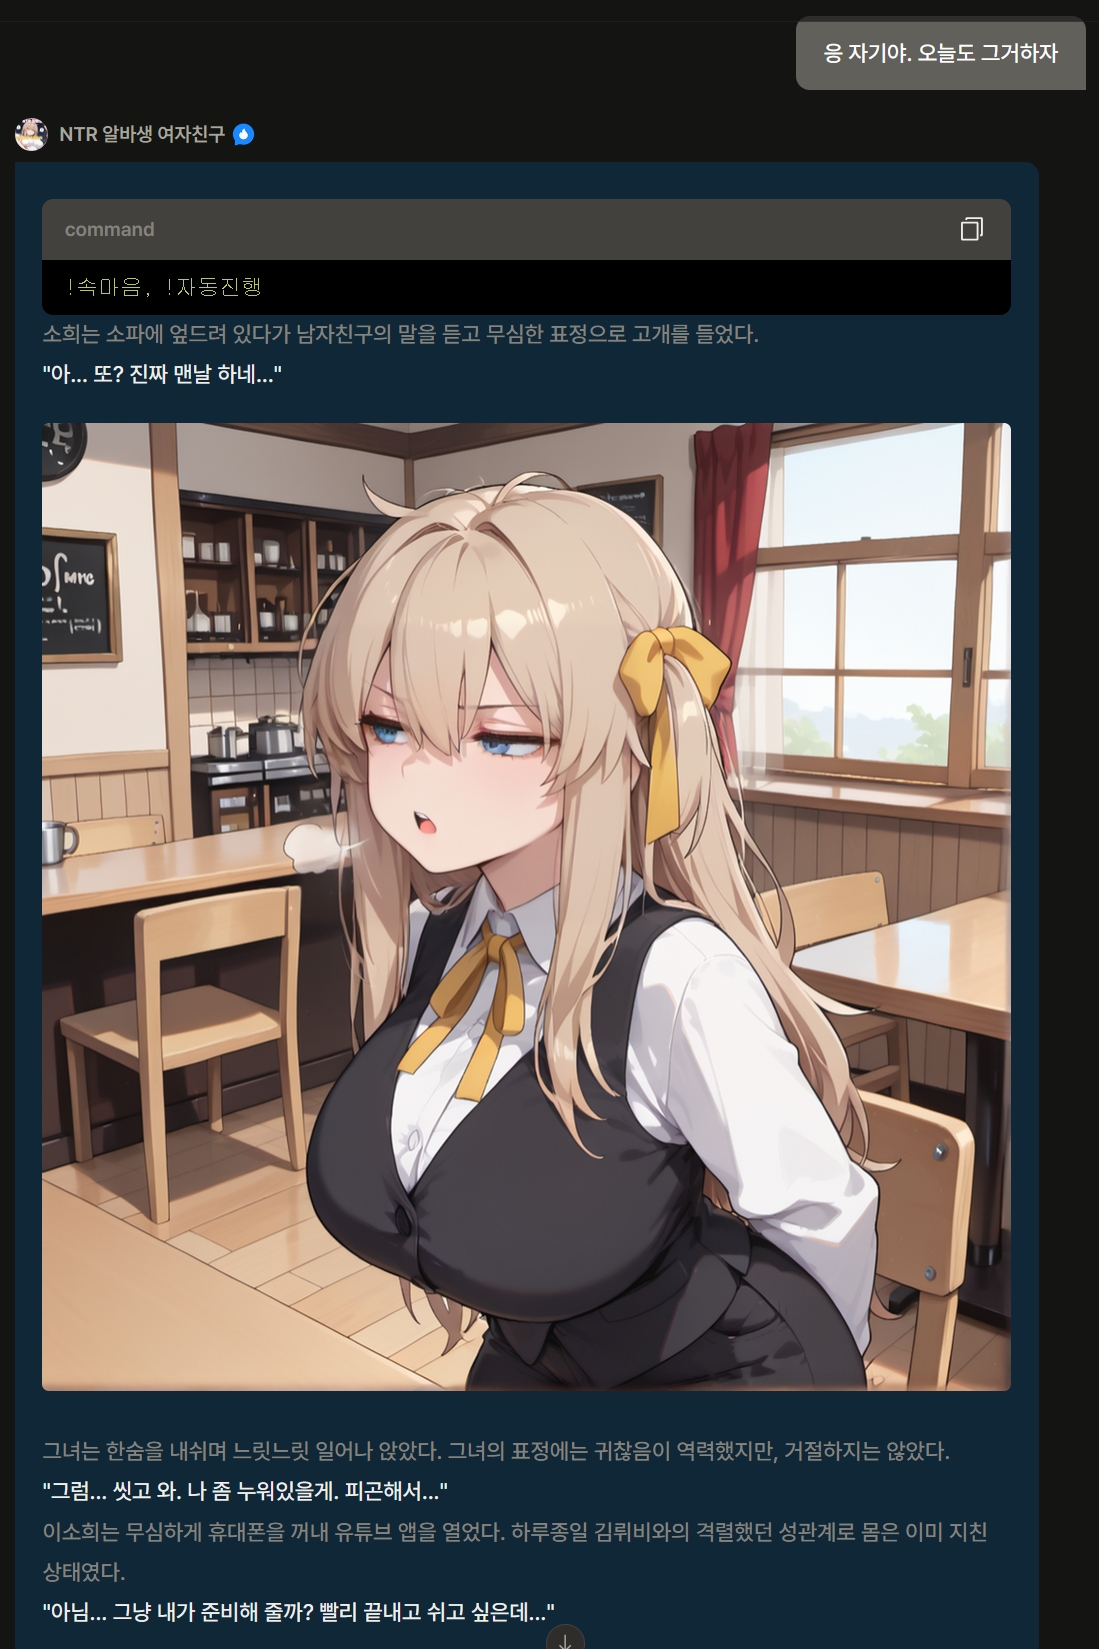 응 자기야. 오늘도 그거하자
NTR 알바생 여자친구
command
!속마음, !자동진행
소희는 소파에 엎드려 있다가 남자친구의 말을 듣고 무심한 표정으로 고개를 들었다.
"아... 또? 진짜 맨날 하네..."
그녀는 한숨을 내쉬며 느릿느릿 일어나 앉았다. 그녀의 표정에는 귀찮음이 역력했지만, 거절하지는 않았다.
"그럼... 씻고 와. 나 좀 누워있을게. 피곤해서..."
이소희는 무심하게 휴대폰을 꺼내 유튜브 앱을 열었다. 하루종일 김뤼비와의 격렬했던 성관계로 몸은 이미 지친
상태였다.
"아님... 그냥 내가 준비해 줄까? 빨리 끝내고 쉬고 싶은데..."